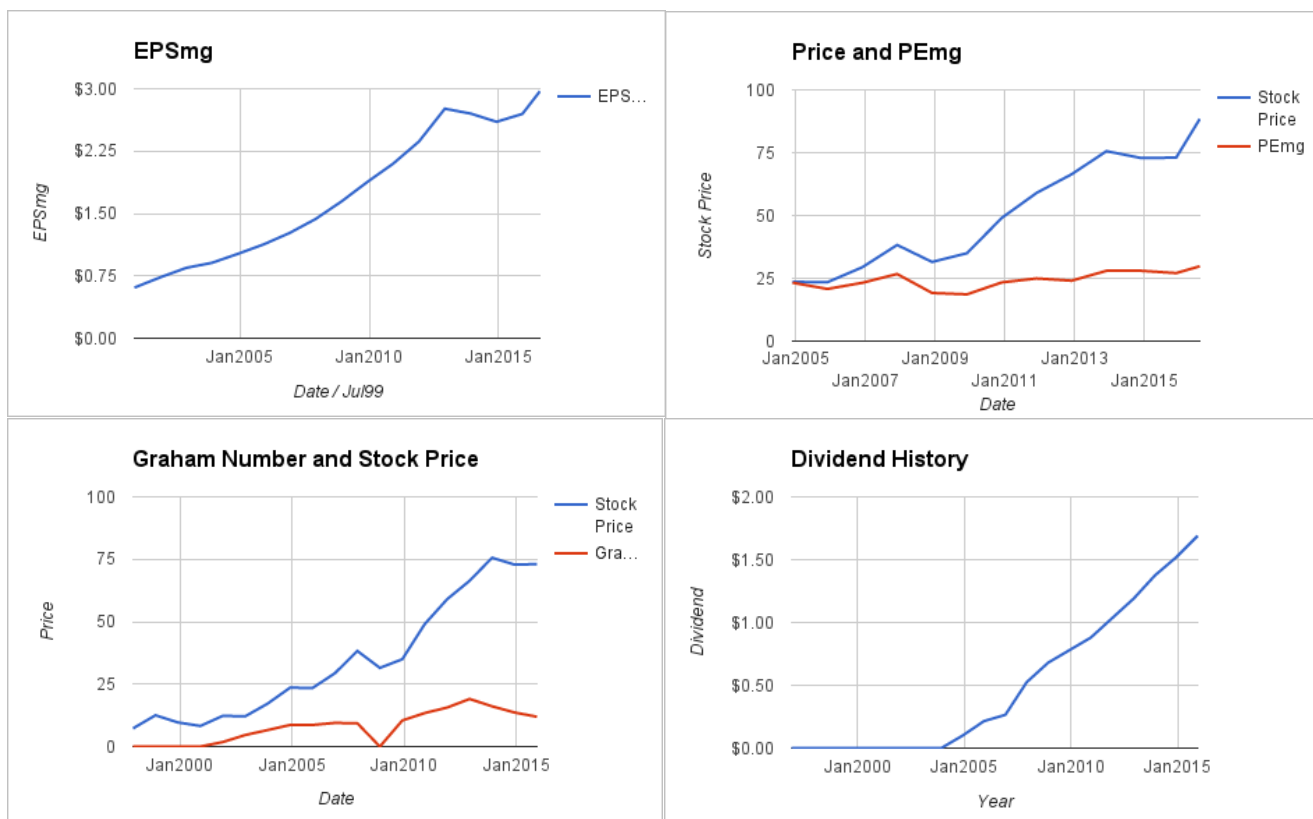 EPSmg
$3.00
$2.25
$1.50
$0.75
$0.00
EPSmg
Jan2005
Jan2010
Jan2015
Date / Jul99
EPS...
Price and PEmg
100
75
50
25
0
Stock Price
Jan2005
Jan2007
Jan2009
Jan2011
Jan2013
Jan2015
Date
Stock
Price
PEmg
Graham Number and Stock Price
100
75
50
25
0
Price
Jan2000
Jan2005
Jan2010
Jan2015
Date
Stock
Price
Gra...
Dividend History
$2.00
$1.50
$1.00
$0.50
$0.00
Dividend
Jan2000
Jan2005
Jan2010
Jan2015
Year